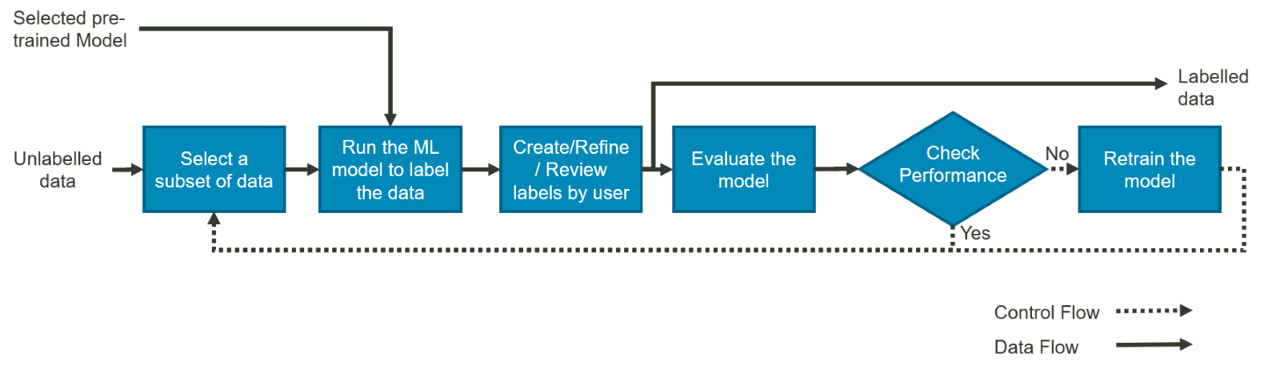 Selected pre-
trained Model
Unlabelled
data
Select a
subset of data
Run the ML
model to label
the data
Create/Refine
/ Review
labels by user
Evaluate the
model
Check
Performance
No
Yes
Retrain the
model
Labelled
data
Control Flow
Data Flow